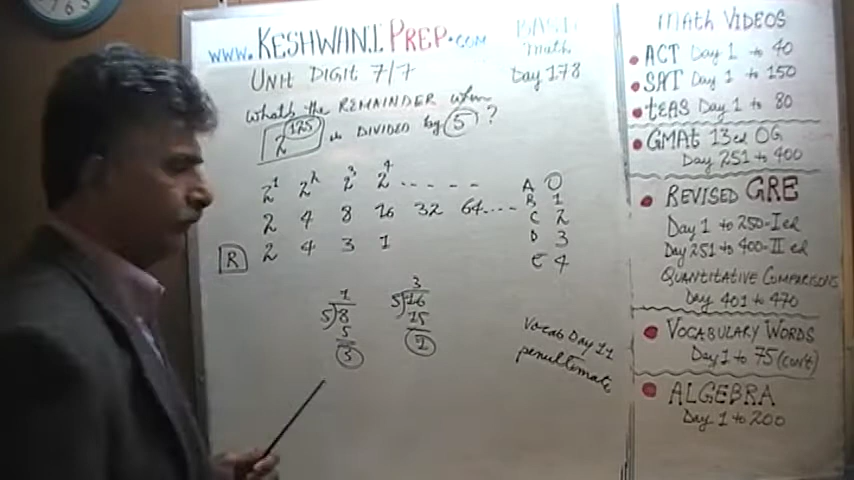 www.KESHWANIPREP.com
BASIC
Math
Day 178
UNIT DIGIT 7/7
what's the REMAINDER when
2^125 is DIVIDED by 5 ?
2^1 2^2 2^3 2^4 ......
2 4 8 16 32 64....
R 2 4 3 1
A 0
B 1
C 2
D 3
E 4
1
5)8
5
3
3
5)16
15
1
Vocab Day 11
penultimate
Math VIDEOS
ACT Day 1 to 40
SAT Day 1 to 150
tEAS Day 1 to 80
GMAt 13ed OG
Day 251 to 400
REVISED GRE
Day 1 to 250-I ed
Day 251 to 400-II ed
QUANTITATIVE COMPARISONS
Day 401 to 470
VOCABULARY WORDS
Day 1 to 75 (con't)
ALGEBRA
Day 1 to 200